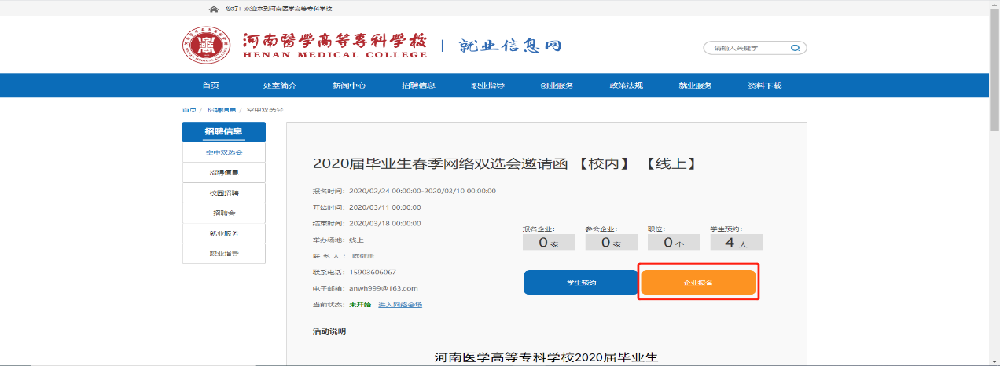 您好！欢迎来到河南医学高等专科学校
河南醫學高等專科学校
HENAN MEDICAL COLLEGE
就业信息网
请输入关键字
首页 处室简介 新闻中心 招聘信息 职业指导 创业服务 政策法规 就业服务 资料下载
首页 / 招聘信息 / 空中双选会
招聘信息
空中双选会
招聘信息
校园招聘
招聘会
就业服务
职业指导
2020届毕业生春季网络双选会邀请函 【校内】 【线上】
报名时间：2020/02/24 00:00:00-2020/03/10 00:00:00
开始时间：2020/03/11 00:00:00
结束时间：2020/03/18 00:00:00
举办场地：线上
联 系 人 ： 陈健康
联系电话：15903606067
电子邮箱：anwh999@163.com
当前状态：未开始 进入网络会场
报名企业： 参会企业： 职位： 学生预约：
0 家 0 家 0 个 4 人
学生预约 企业报名
活动说明
河南医学高等专科学校2020届毕业生